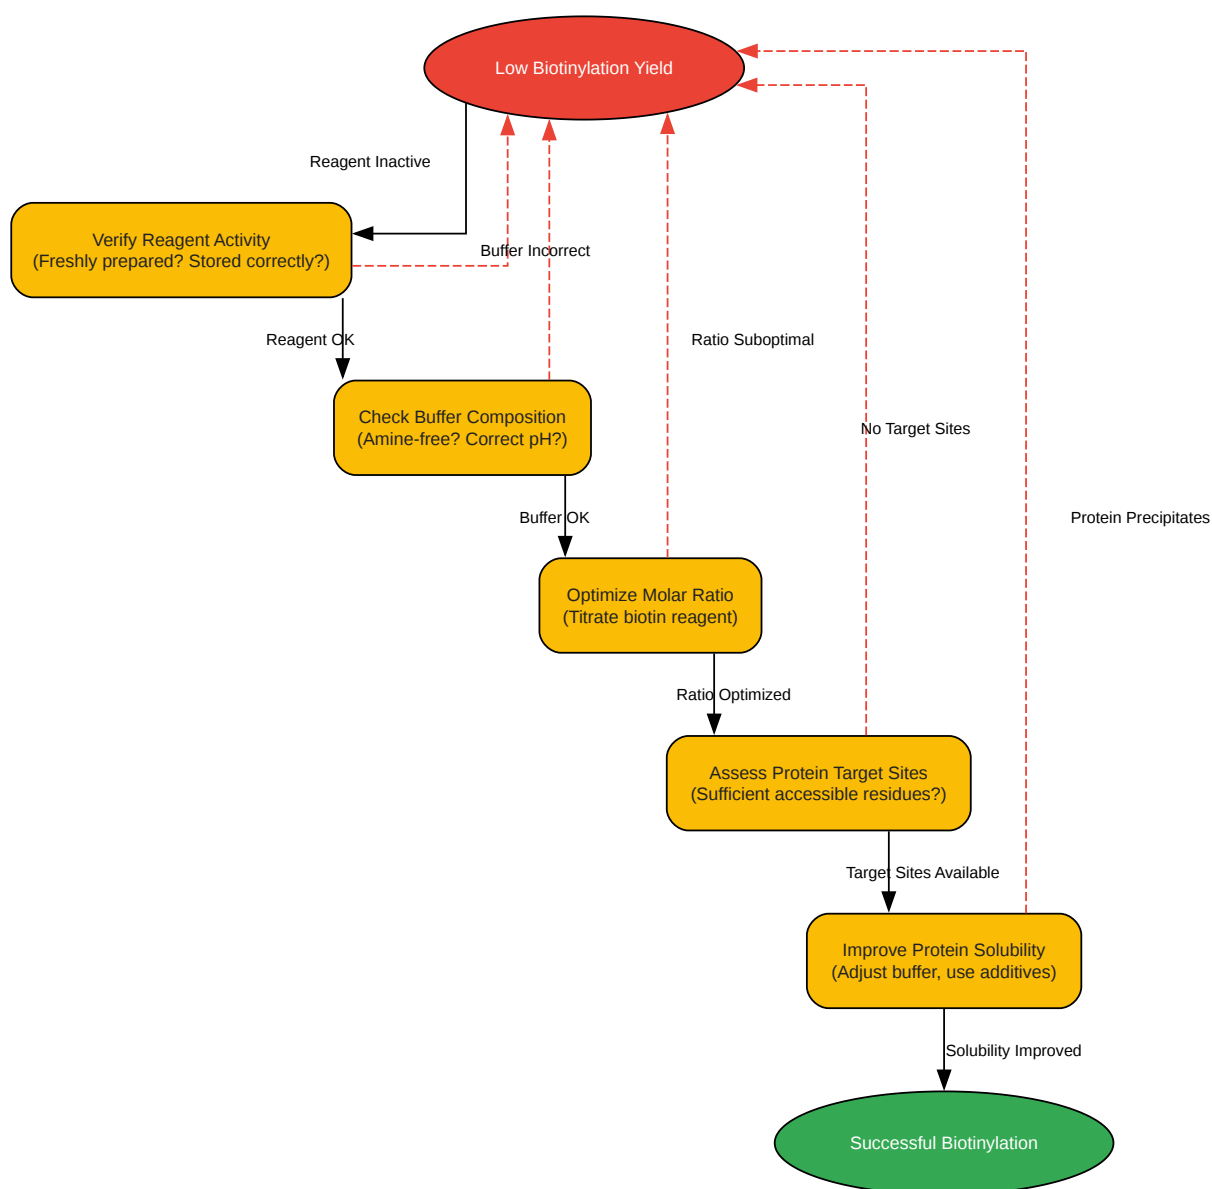 Low Biotinylation Yield
Reagent Inactive
Verify Reagent Activity
(Freshly prepared? Stored correctly?)
Buffer Incorrect
Reagent OK
Ratio Suboptimal
Check Buffer Composition
(Amine-free? Correct pH?)
No Target Sites
Buffer OK
Protein Precipitates
Optimize Molar Ratio
(Titrate biotin reagent)
Ratio Optimized
Assess Protein Target Sites
(Sufficient accessible residues?)
Target Sites Available
Improve Protein Solubility
(Adjust buffer, use additives)
Solubility Improved
Successful Biotinylation